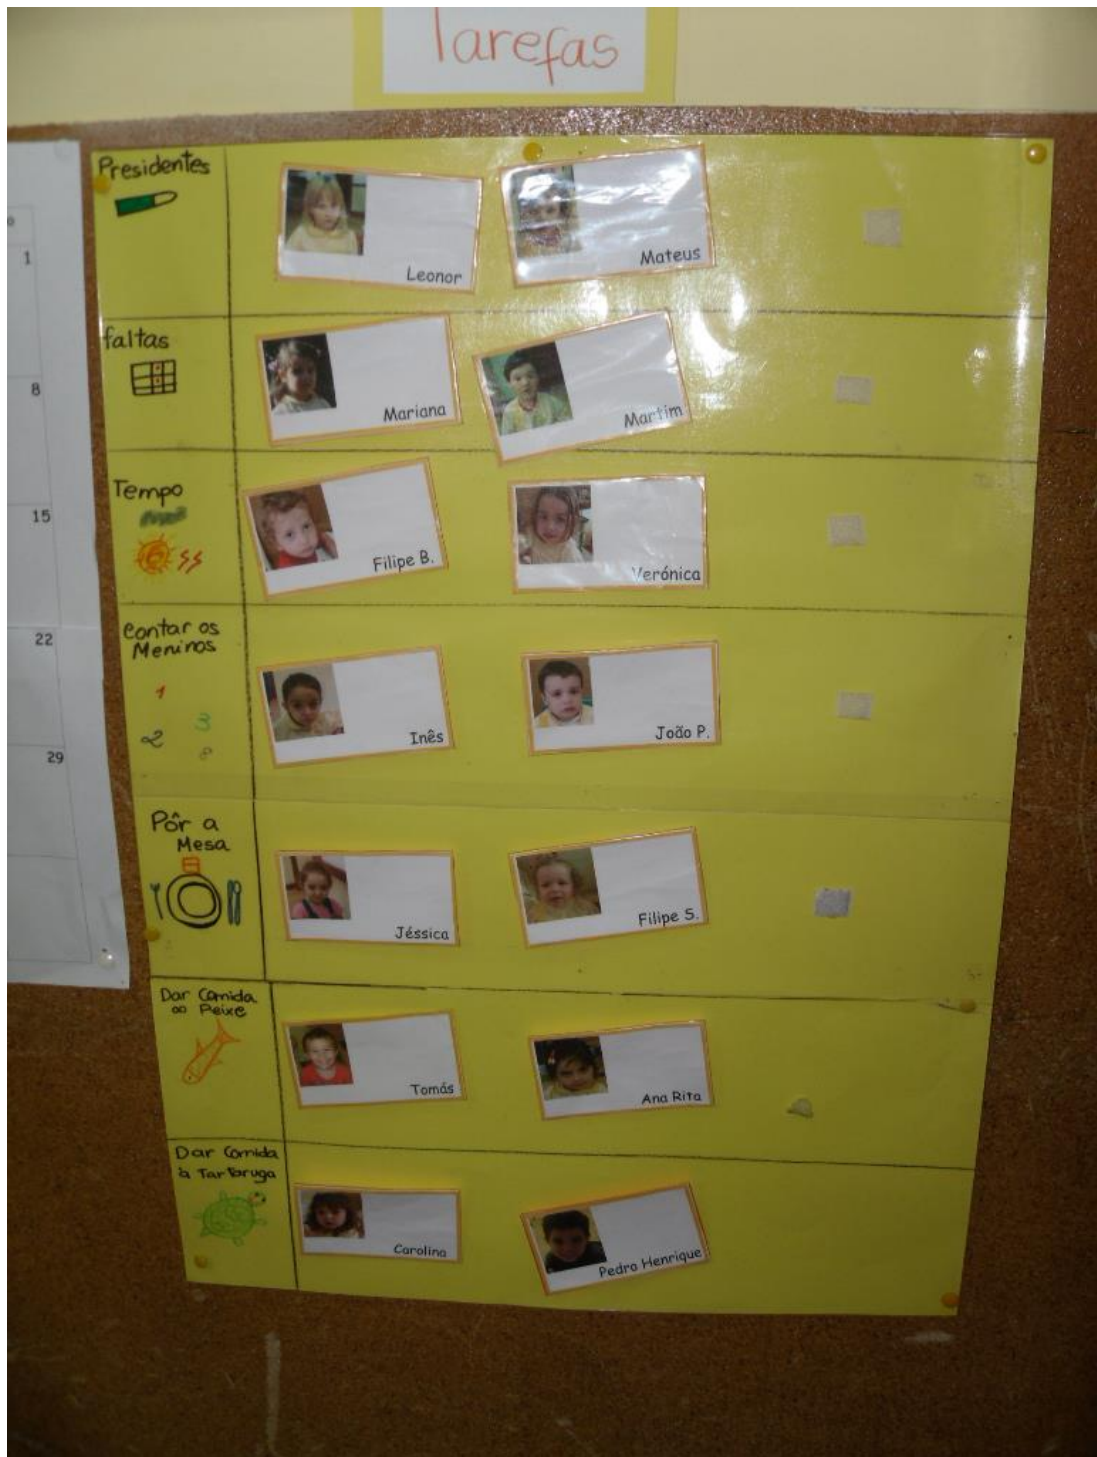 Tarefas
Presidentes
Leonor
Mateus
faltas
Mariana
Martim
Tempo
Filipe B.
Verónica
Contar os
Meninos
1
2 3
8
Inês
João P.
Pôr a
Mesa
Jéssica
Filipe S.
Dar Comida
ao Peixe
Tomás
Ana Rita
Dar Comida
à Tartaruga
Carolina
Pedro Henrique
1
8
15
22
29